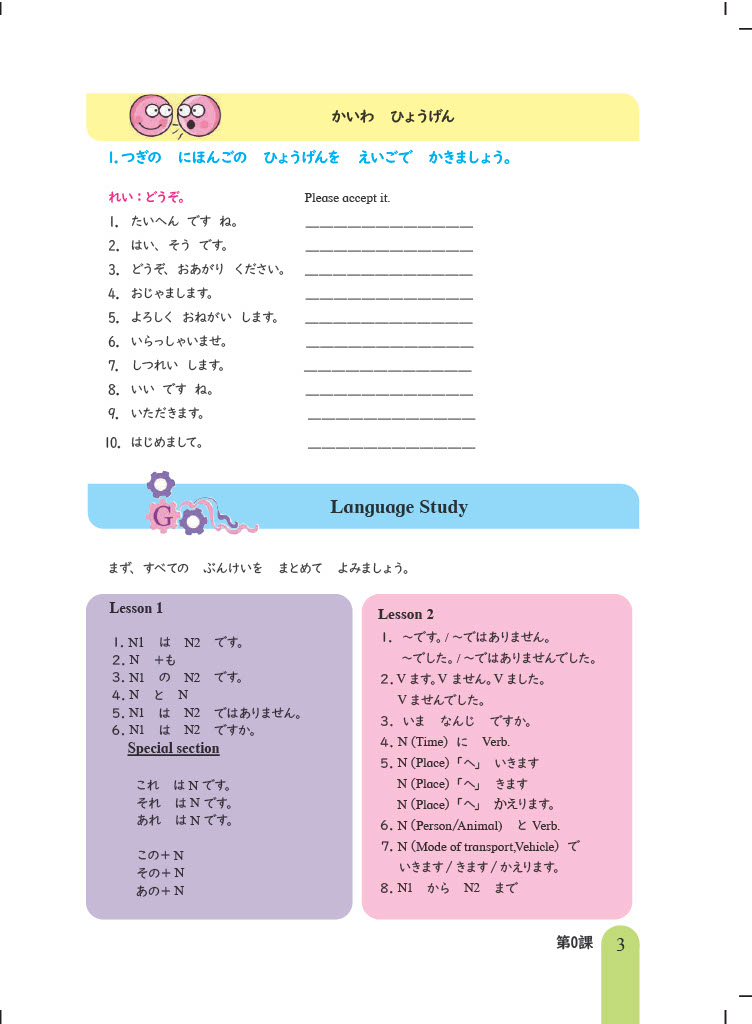 かいわ ひょうげん
1. つぎの にほんごの ひょうげんを えいごで かきましょう。
れい : どうぞ。 Please accept it.
1. たいへん です ね。 ________________________
2. はい、そう です。 ________________________
3. どうぞ、おあがり ください。 ________________________
4. おじゃまします。 ________________________
5. よろしく おねがい します。 ________________________
6. いらっしゃいませ。 ________________________
7. しつれい します。 ________________________
8. いい です ね。 ________________________
9. いただきます。 ________________________
10. はじめまして。 ________________________
G
Language Study
まず、すべての ぶんけいを まとめて よみましょう。
Lesson 1
1. N1 は N2 です。
2. N +も
3. N1 の N2 です。
4. N と N
5. N1 は N2 ではありません。
6. N1 は N2 ですか。
Special section
これ は N です。
それ は N です。
あれ は N です。
この+ N
その+ N
あの+ N
Lesson 2
1. ～です。/ ～ではありません。
～でした。/ ～ではありませんでした。
2. V ます。V ません。V ました。
V ませんでした。
3. いま なんじ ですか。
4. N (Time) に Verb.
5. N (Place)「へ」 いきます
N (Place)「へ」 きます
N (Place)「へ」 かえります。
6. N (Person/Animal) と Verb.
7. N (Mode of transport,Vehicle) で
いきます / きます / かえります。
8. N1 から N2 まで
第0課 3